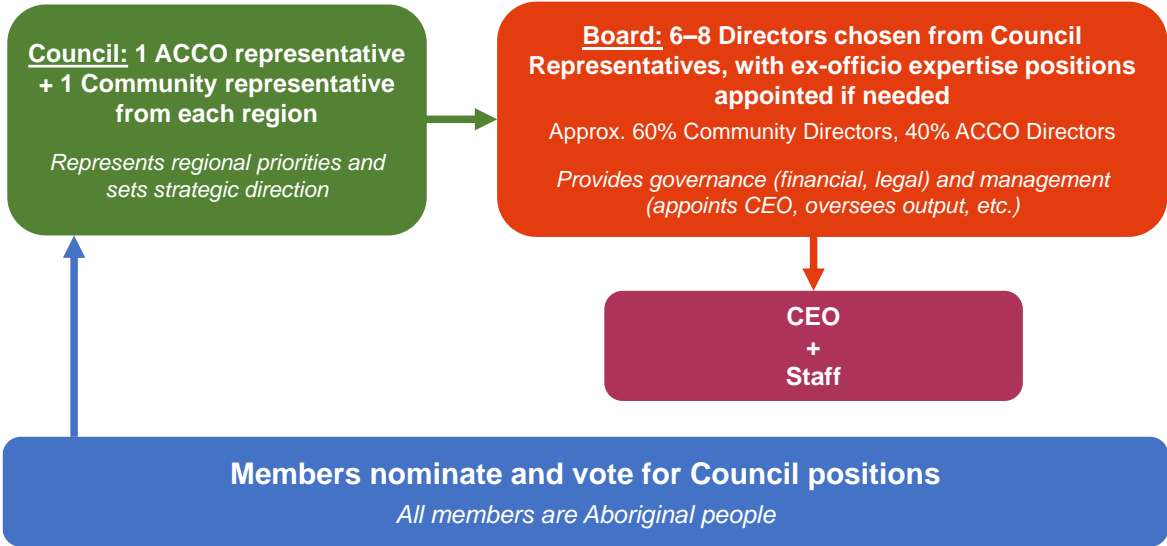 Council: 1 ACCO representative
+ 1 Community representative
from each region
Represents regional priorities and
sets strategic direction
Board: 6–8 Directors chosen from Council
Representatives, with ex-officio expertise positions
appointed if needed
Approx. 60% Community Directors, 40% ACCO Directors
Provides governance (financial, legal) and management
(appoints CEO, oversees output, etc.)
CEO
+
Staff
Members nominate and vote for Council positions
All members are Aboriginal people